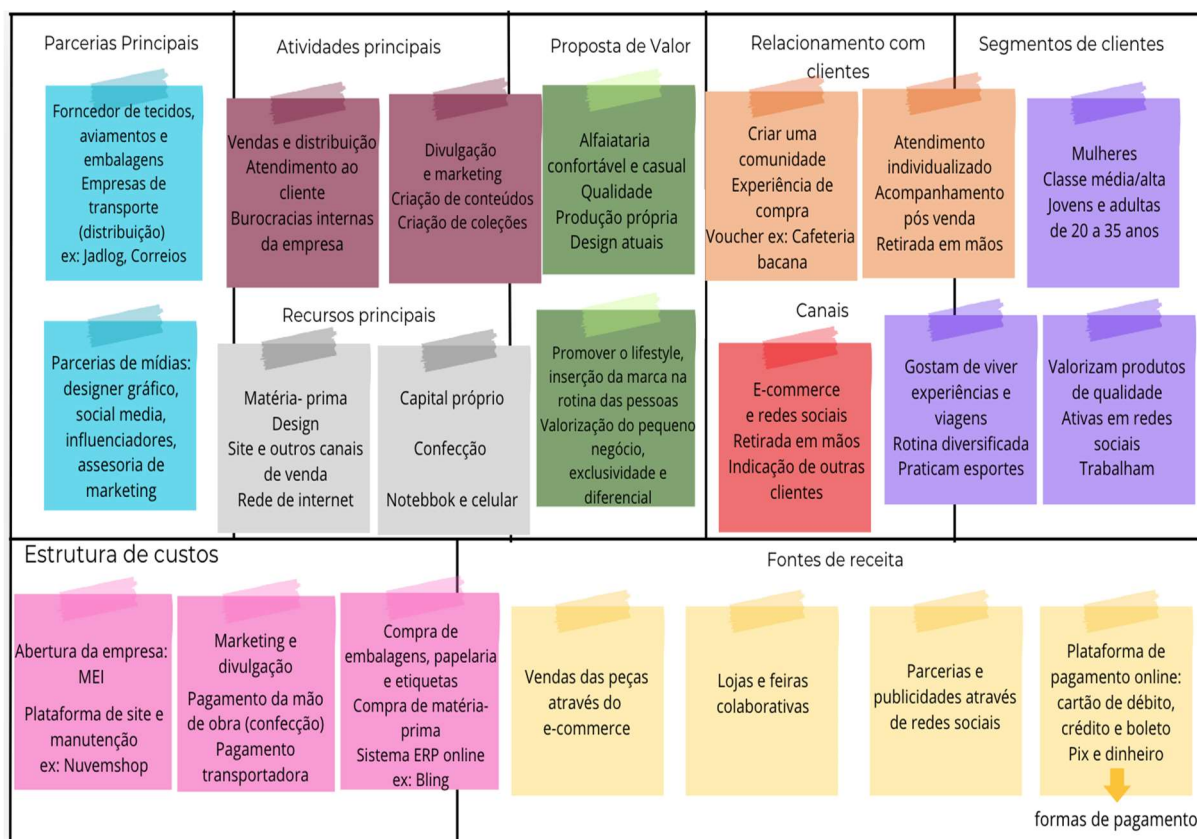 Parcerias Principais
Forncedor de tecidos,
aviamentos e
embalagens
Empresas de
transporte
(distribuição)
ex: Jadlog, Correios
Parcerias de mídias:
designer gráfico,
social media,
influenciadores,
assesoria de
marketing
Atividades principais
Vendas e distribuição
Atendimento ao
cliente
Burocracias internas
da empresa
Divulgação
e marketing
Criação de conteúdos
Criação de coleções
Recursos principais
Matéria- prima
Design
Site e outros canais
de venda
Rede de internet
Capital próprio
Confecção
Notebbok e celular
Proposta de Valor
Alfaiataria
confortável e casual
Qualidade
Produção própria
Design atuais
Promover o lifestyle,
inserção da marca na
rotina das pessoas
Valorização do pequeno
negócio,
exclusividade e
diferencial
Relacionamento com
clientes
Criar uma
comunidade
Experiência de
compra
Voucher ex: Cafeteria
bacana
Atendimento
individualizado
Acompanhamento
pós venda
Retirada em mãos
Canais
E-commerce
e redes sociais
Retirada em mãos
Indicação de outras
clientes
Segmentos de clientes
Mulheres
Classe média/alta
Jovens e adultas
de 20 a 35 anos
Gostam de viver
experiências e
viagens
Rotina diversificada
Praticam esportes
Valorizam produtos
de qualidade
Ativas em redes
sociais
Trabalham
Estrutura de custos
Abertura da empresa:
MEI
Plataforma de site e
manutenção
ex: Nuvemshop
Marketing e
divulgação
Pagamento da mão
de obra (confecção)
Pagamento
transportadora
Compra de
embalagens, papelaria
e etiquetas
Compra de matéria-
prima
Sistema ERP online
ex: Bling
Fontes de receita
Vendas das peças
através do
e-commerce
Lojas e feiras
colaborativas
Parcerias e
publicidades através
de redes sociais
Plataforma de
pagamento online:
cartão de débito,
crédito e boleto
Pix e dinheiro
formas de pagamento